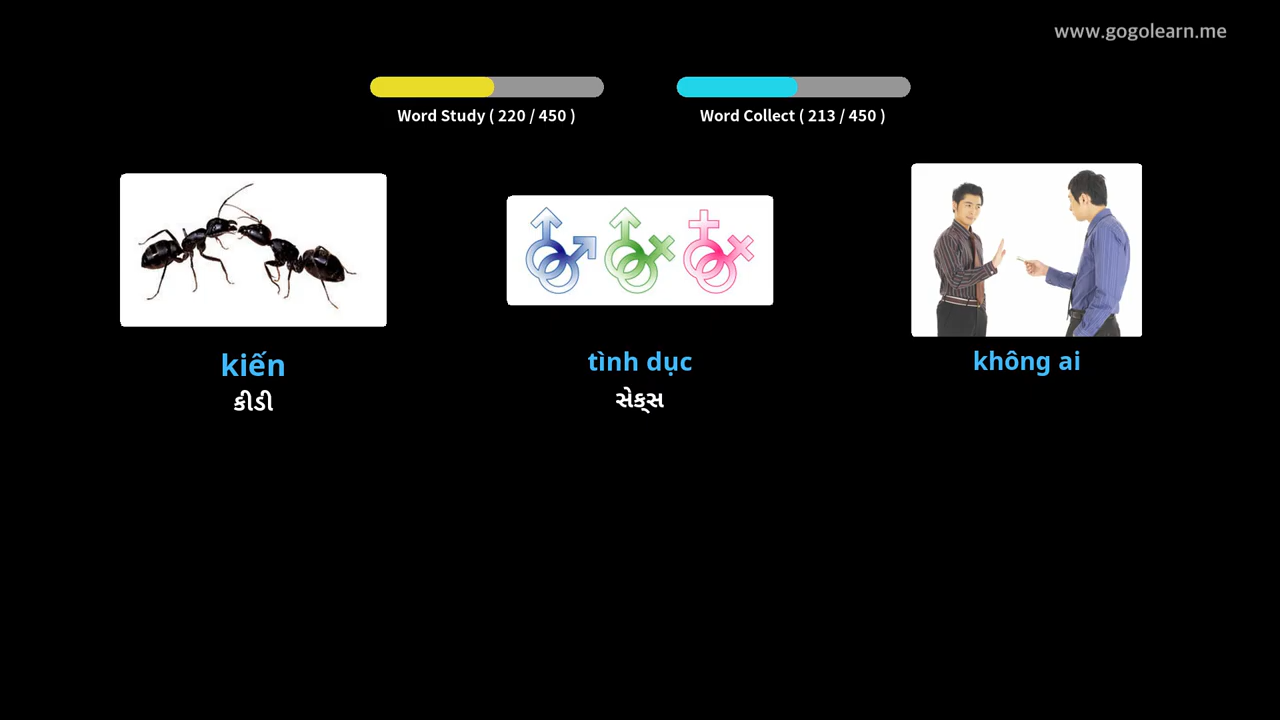 www.gogolearn.me
Word Study ( 220 / 450 )
Word Collect ( 213 / 450 )
kiến
tình dục
không ai
કીડી
સેક્સ